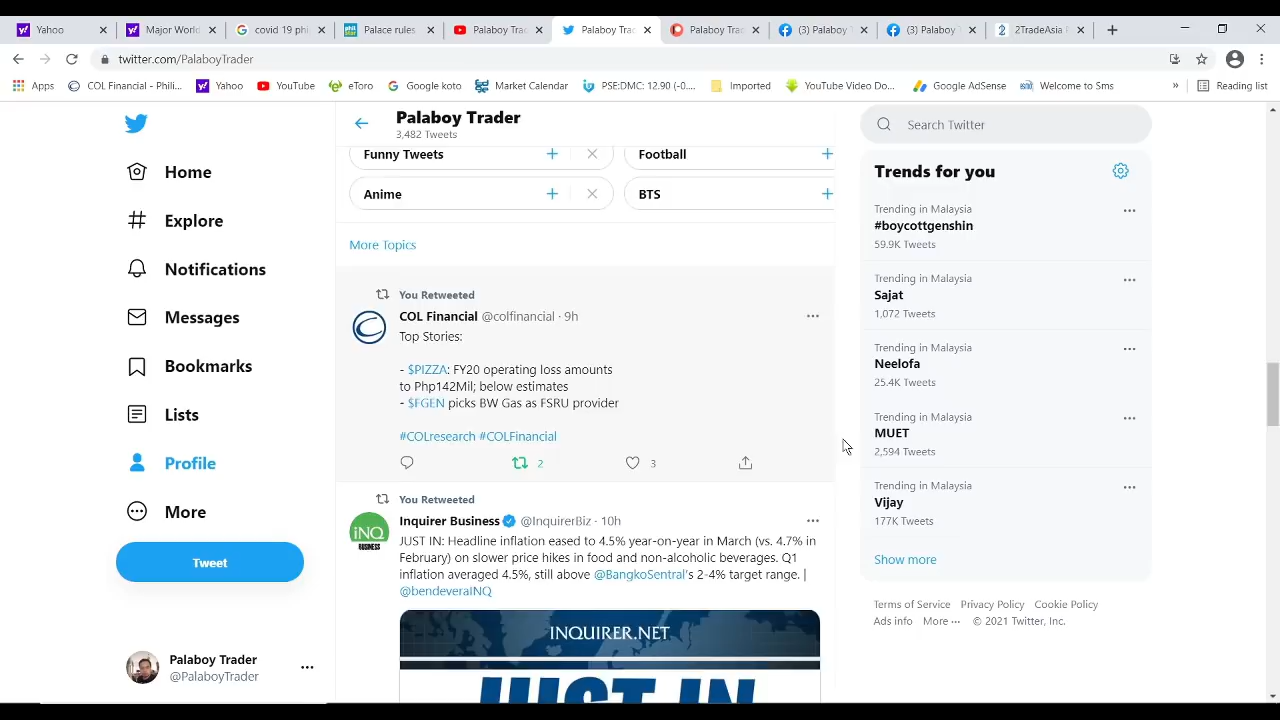 Yahoo
Major World
covid 19 phi
Palace rules
Palaboy Trac
Palaboy Trac
Palaboy Trac
(3) Palaboy T
(3) Palaboy T
2TradeAsia F
twitter.com/PalaboyTrader
Apps
COL Financial - Phili...
Yahoo
YouTube
eToro
Google koto
Market Calendar
PSE:DMC: 12.90 (-0....
Imported
YouTube Video Do...
Google AdSense
Welcome to Sms
»
Reading list
Home
Explore
Notifications
Messages
Bookmarks
Lists
Profile
More
Tweet
Palaboy Trader
@PalaboyTrader
Palaboy Trader
3,482 Tweets
Funny Tweets
Football
Anime
BTS
More Topics
You Retweeted
COL Financial @colfinancial · 9h
Top Stories:
- $PIZZA: FY20 operating loss amounts
to Php142Mil; below estimates
- $FGEN picks BW Gas as FSRU provider
#COLresearch #COLFinancial
2
3
You Retweeted
Inquirer Business @InquirerBiz · 10h
INQ
BUSINESS
JUST IN: Headline inflation eased to 4.5% year-on-year in March (vs. 4.7% in
February) on slower price hikes in food and non-alcoholic beverages. Q1
inflation averaged 4.5%, still above @BangkoSentral's 2-4% target range. |
@bendeveraINQ
INQUIRER.NET
JUST IN
Search Twitter
Trends for you
Trending in Malaysia
#boycottgenshin
59.9K Tweets
Trending in Malaysia
Sajat
1,072 Tweets
Trending in Malaysia
Neelofa
25.4K Tweets
Trending in Malaysia
MUET
2,594 Tweets
Trending in Malaysia
Vijay
177K Tweets
Show more
Terms of Service Privacy Policy Cookie Policy
Ads info More ··· © 2021 Twitter, Inc.